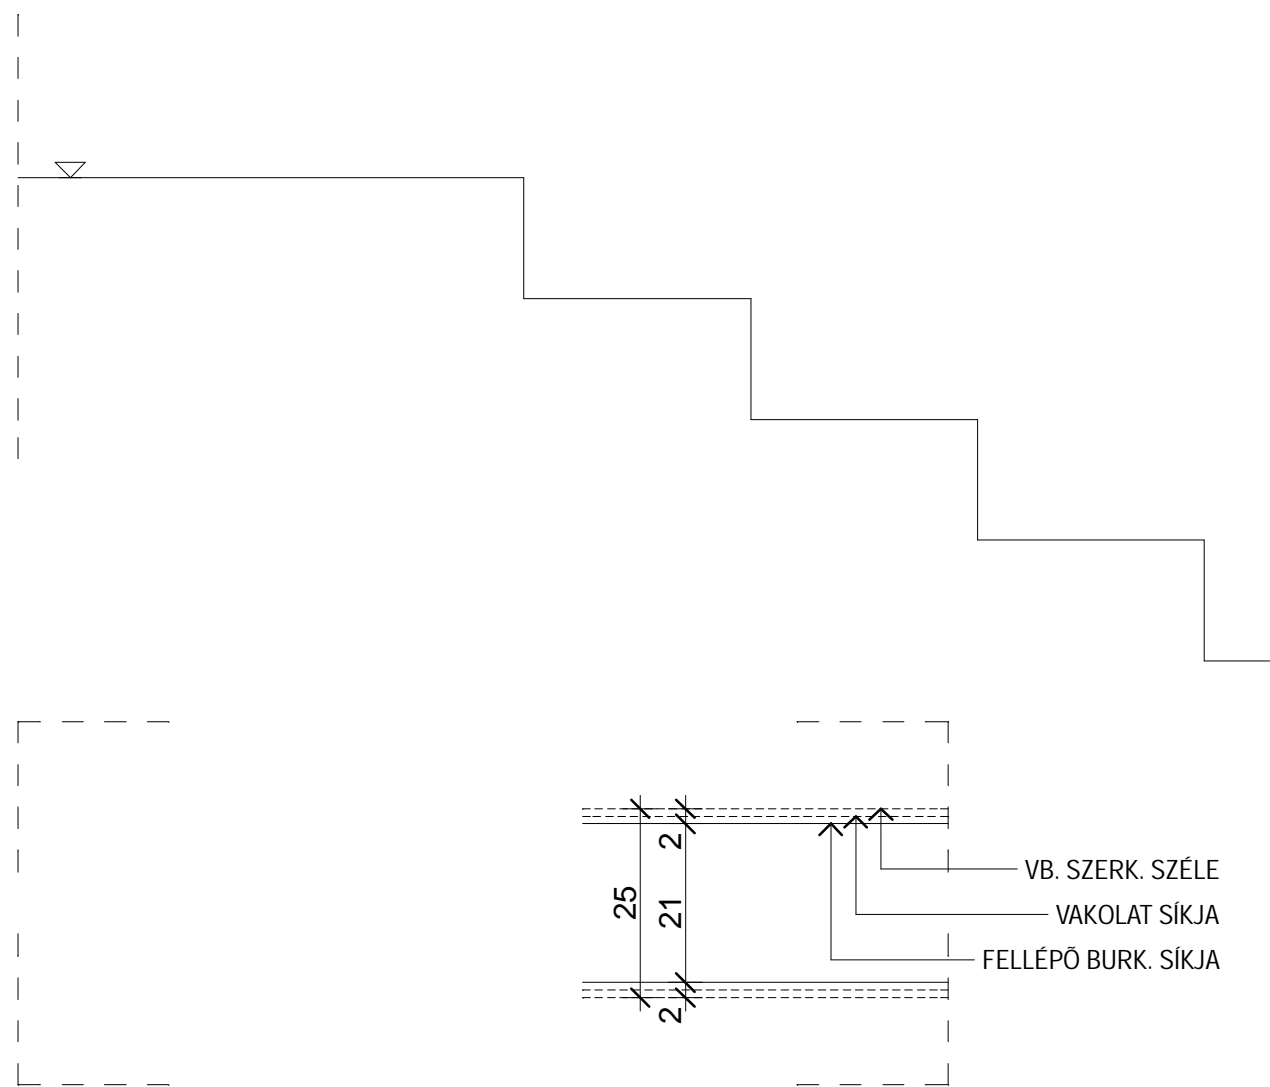 2
25
21
2
VB. SZERK. SZÉLE
VAKOLAT SÍKJA
FELLÉPÕ BURK. SÍKJA